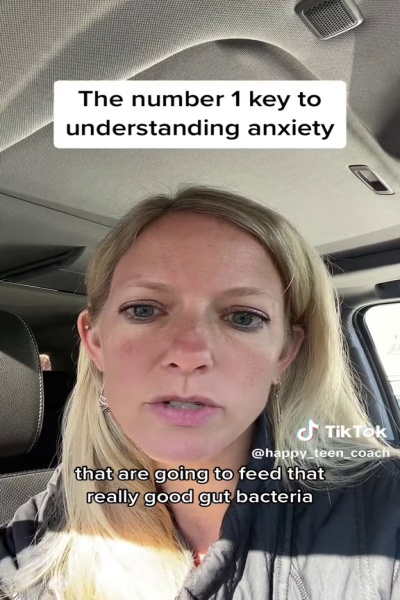 The number 1 key to
understanding anxiety
TikTok
@happy_teen_coach
that are going to feed that
really good gut bacteria